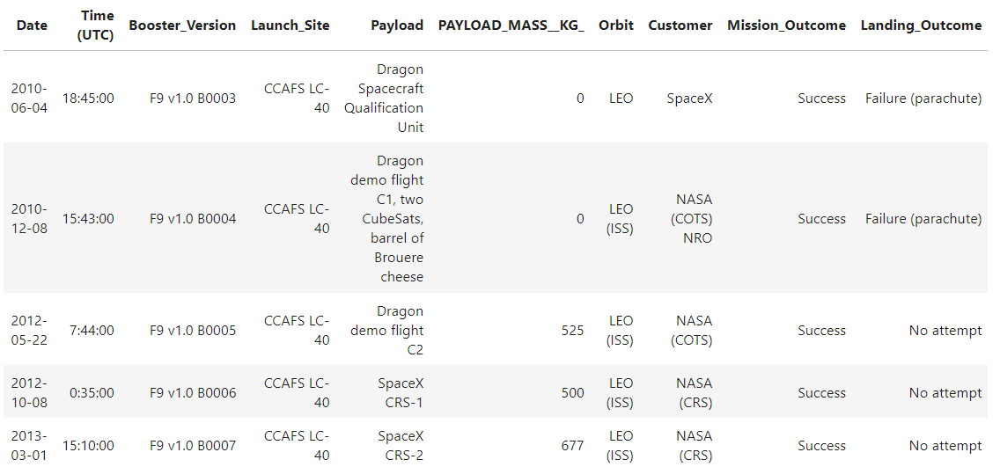 Date Time (UTC) Booster_Version Launch_Site Payload PAYLOAD_MASS__KG_ Orbit Customer Mission_Outcome Landing_Outcome
2010-06-04 18:45:00 F9 v1.0 B0003 CCAFS LC-40 Dragon Spacecraft Qualification Unit 0 LEO SpaceX Success Failure (parachute)
2010-12-08 15:43:00 F9 v1.0 B0004 CCAFS LC-40 Dragon demo flight C1, two CubeSats, barrel of Brouere cheese 0 LEO (ISS) NASA (COTS) NRO Success Failure (parachute)
2012-05-22 7:44:00 F9 v1.0 B0005 CCAFS LC-40 Dragon demo flight C2 525 LEO (ISS) NASA (COTS) Success No attempt
2012-10-08 0:35:00 F9 v1.0 B0006 CCAFS LC-40 SpaceX CRS-1 500 LEO (ISS) NASA (CRS) Success No attempt
2013-03-01 15:10:00 F9 v1.0 B0007 CCAFS LC-40 SpaceX CRS-2 677 LEO (ISS) NASA (CRS) Success No attempt